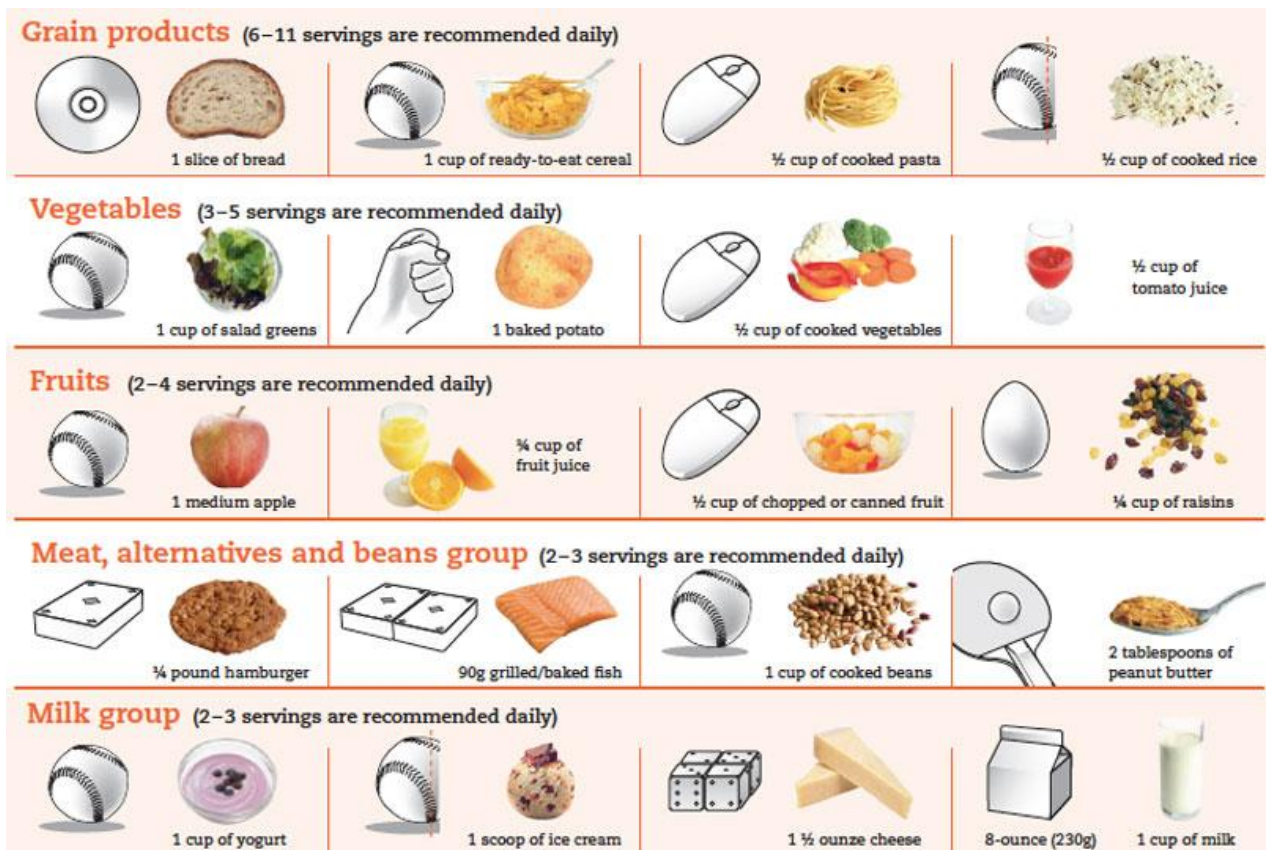 Grain products (6–11 servings are recommended daily)
1 slice of bread
1 cup of ready-to-eat cereal
½ cup of cooked pasta
½ cup of cooked rice
Vegetables (3–5 servings are recommended daily)
1 cup of salad greens
1 baked potato
½ cup of cooked vegetables
½ cup of
tomato juice
Fruits (2–4 servings are recommended daily)
1 medium apple
¾ cup of
fruit juice
½ cup of chopped or canned fruit
¼ cup of raisins
Meat, alternatives and beans group (2–3 servings are recommended daily)
¼ pound hamburger
90g grilled/baked fish
1 cup of cooked beans
2 tablespoons of
peanut butter
Milk group (2–3 servings are recommended daily)
1 cup of yogurt
1 scoop of ice cream
1 ½ ounze cheese
8-ounce (230g)
1 cup of milk